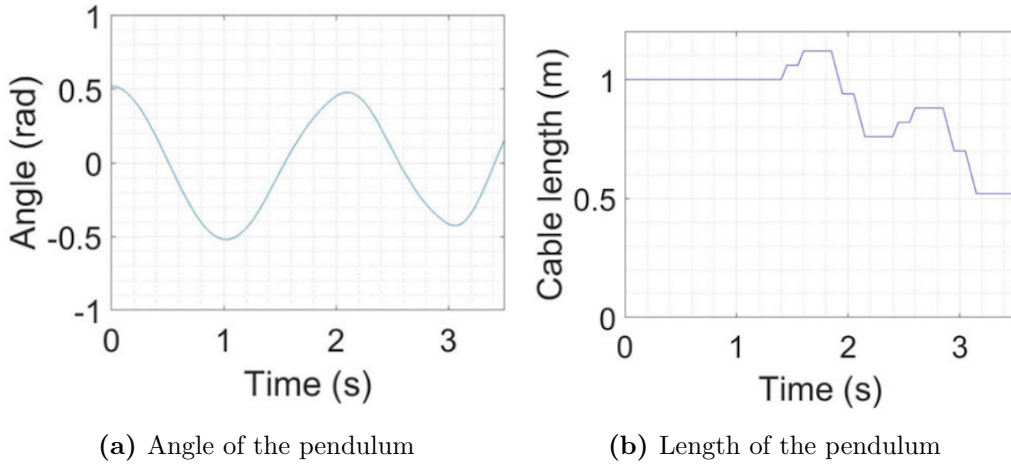 1
0.5
0
-0.5
-1
Angle (rad)
0 1 2 3
Time (s)
(a) Angle of the pendulum
1
0.5
0
Cable length (m)
0 1 2 3
Time (s)
(b) Length of the pendulum